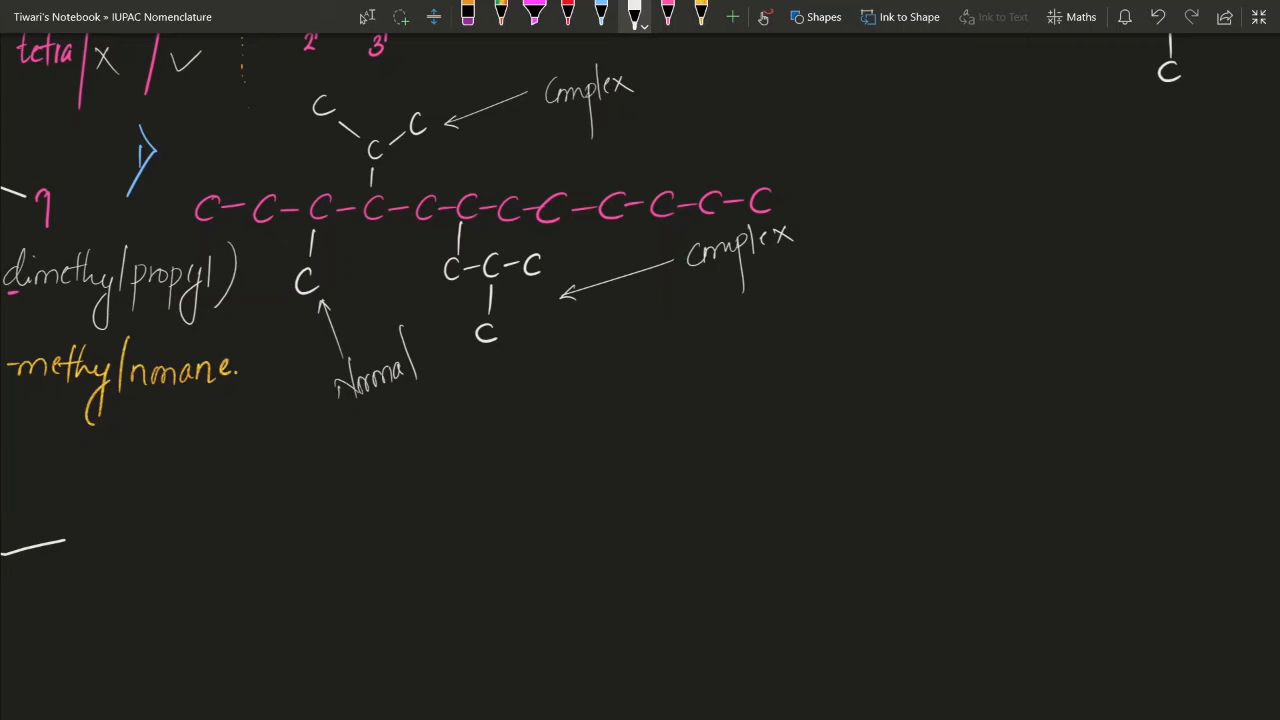 Tiwari's Notebook » IUPAC Nomenclature
Shapes
Ink to Shape
Ink to Text
Maths
tetra/X / ✓
2' 3'
C
Complex
C C
C
C-C-C-C-C-C-C-C-C-C-C
dimethylpropyl)
C
C-C-C
Complex
C
-methylnonane.
Normal